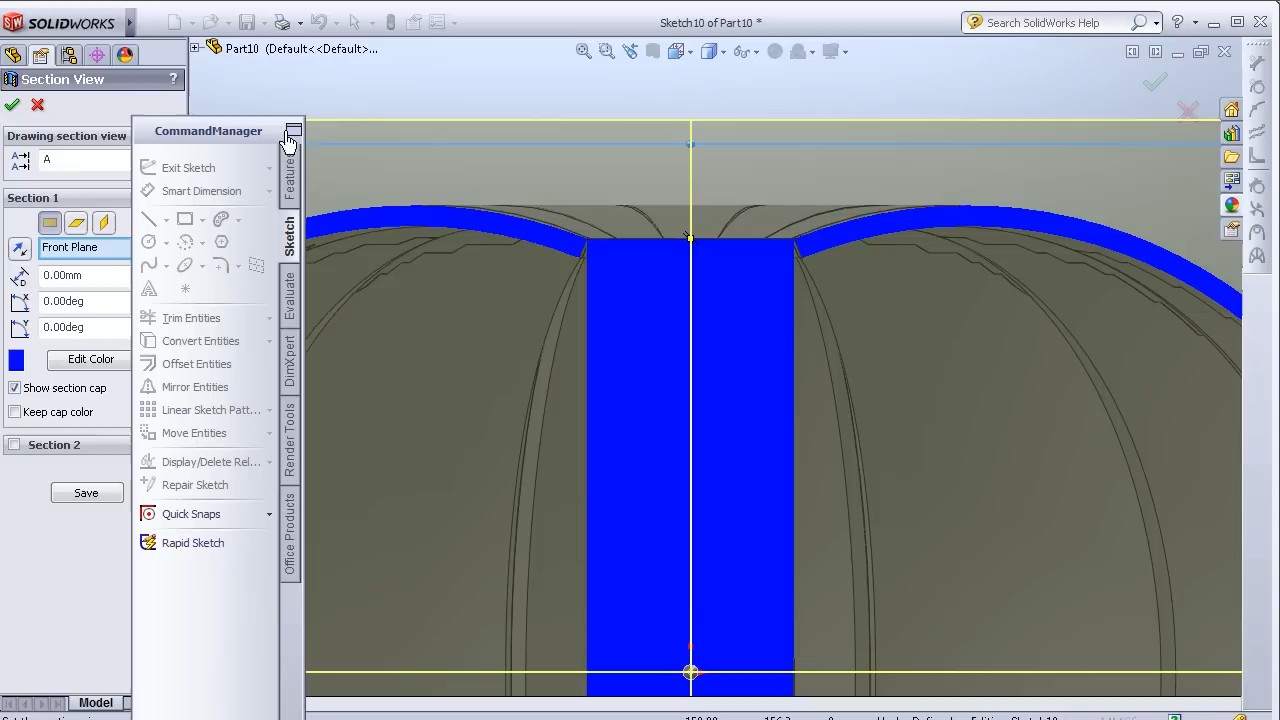 SOLIDWORKS
Sketch10 of Part10 *
Search SolidWorks Help
Part10 (Default<<Default>...
Section View
?
Drawing section view
A
Section 1
Front Plane
0.00mm
0.00deg
0.00deg
Edit Color
Show section cap
Keep cap color
Section 2
Save
CommandManager
Exit Sketch
Smart Dimension
Trim Entities
Convert Entities
Offset Entities
Mirror Entities
Linear Sketch Patt...
Move Entities
Display/Delete Rel...
Repair Sketch
Quick Snaps
Rapid Sketch
Features
Sketch
Evaluate
DimXpert
Render Tools
Office Products
Model